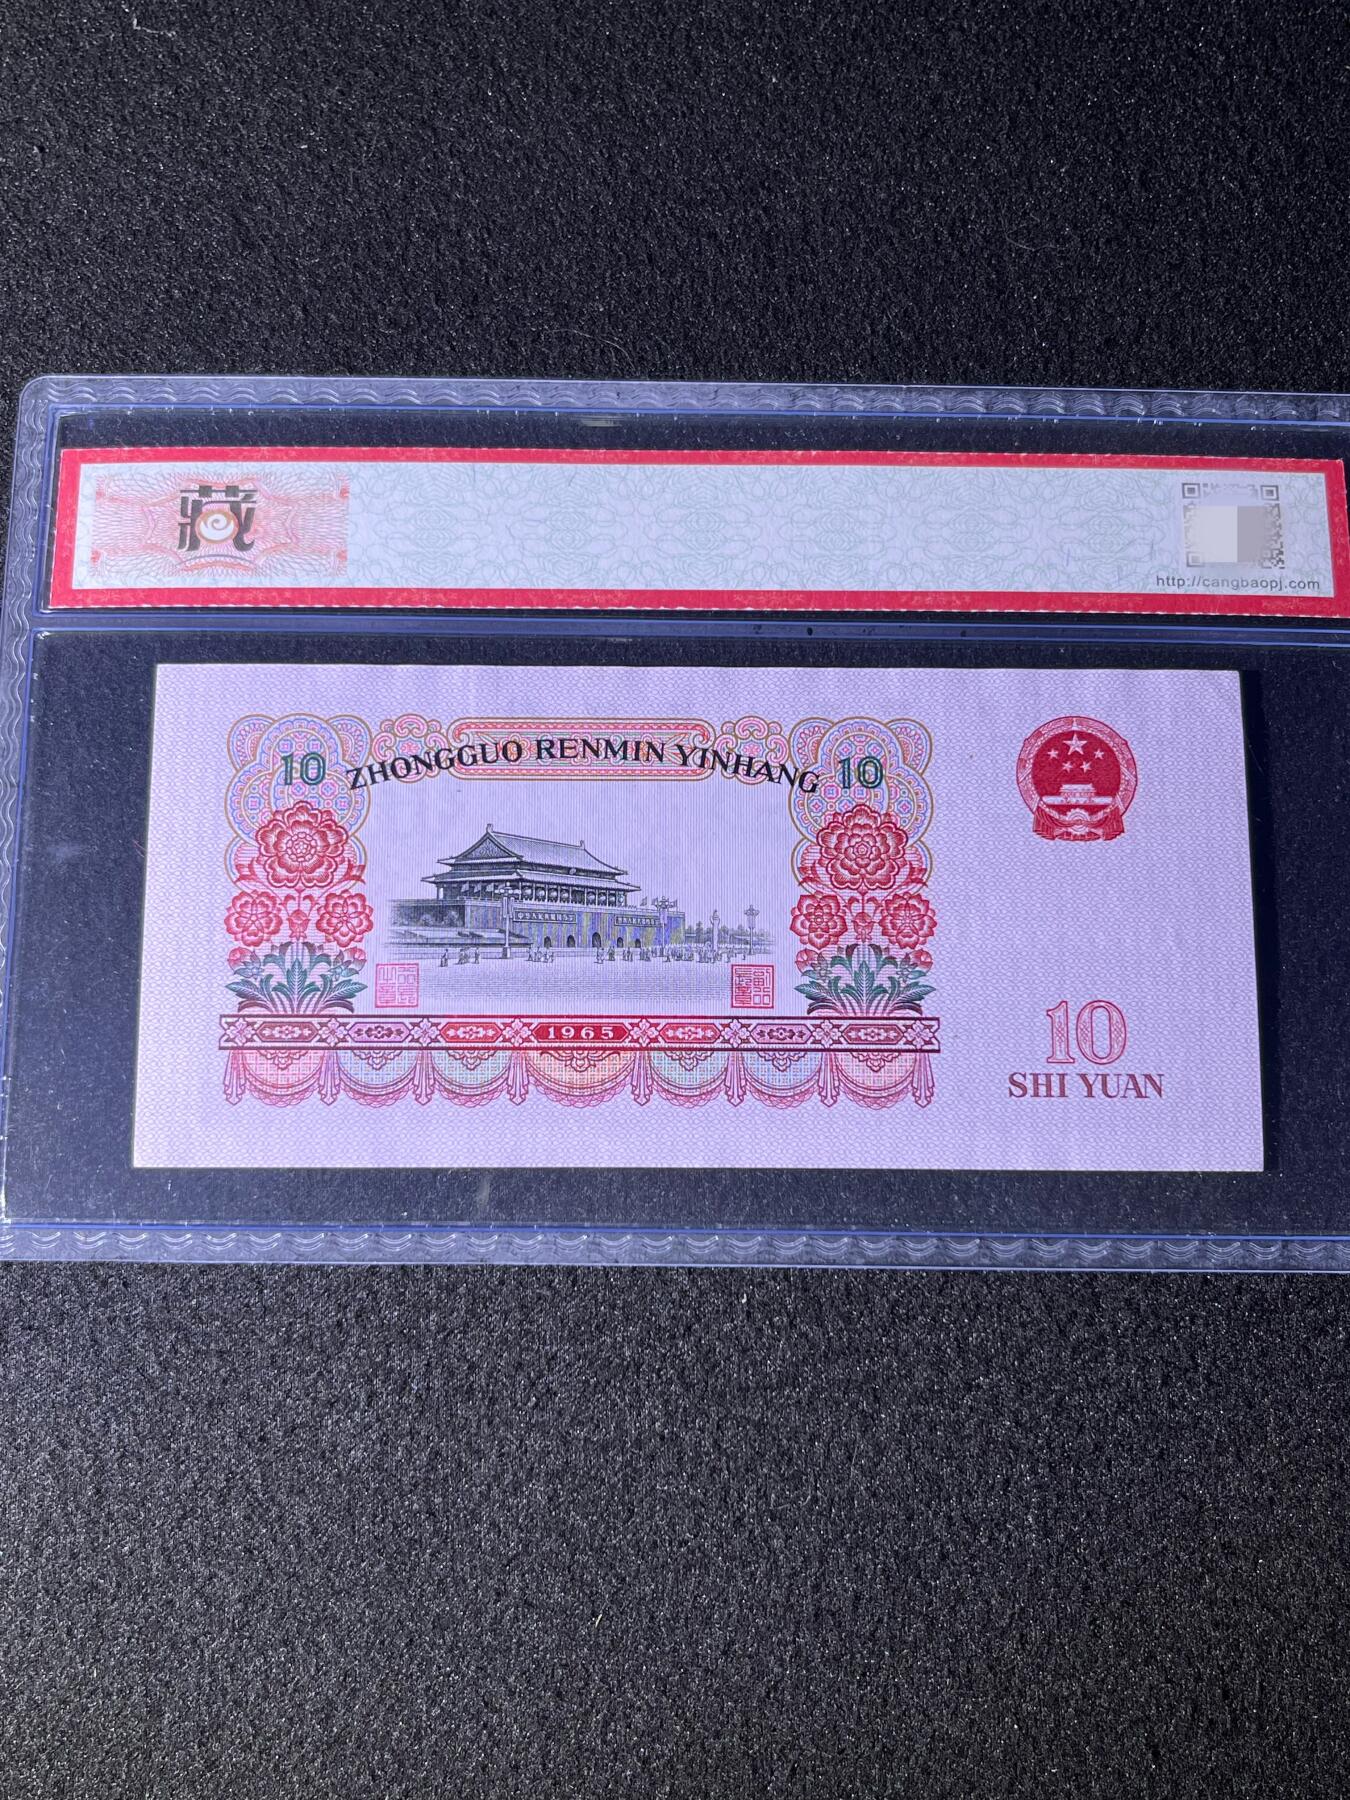 藏
http://cangbaopj.com
10 ZHONGGUO RENMIN YINHANG 10
1965
10
SHI YUAN